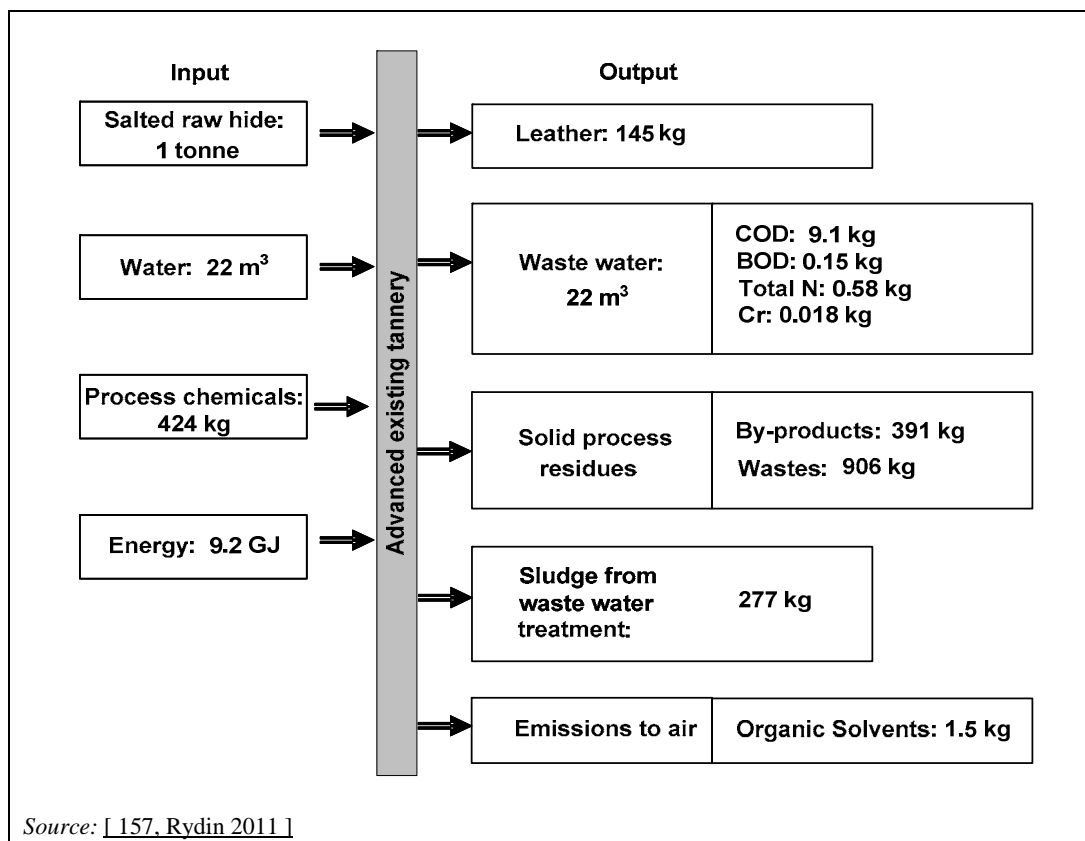 Input
Output
Salted raw hide:
1 tonne
Water: 22 m³
Process chemicals:
424 kg
Energy: 9.2 GJ
Advanced existing tannery
Leather: 145 kg
Waste water:
22 m³
COD: 9.1 kg
BOD: 0.15 kg
Total N: 0.58 kg
Cr: 0.018 kg
Solid process
residues
By-products: 391 kg
Wastes: 906 kg
Sludge from
waste water
treatment:
277 kg
Emissions to air
Organic Solvents: 1.5 kg
Source: [ 157, Rydin 2011 ]